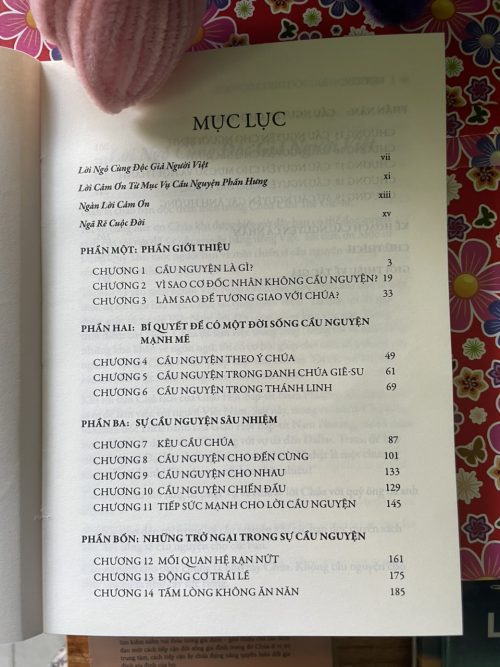 MỤC LỤC
Lời Ngỏ Cùng Độc Giả Người Việt vii
Lời Cảm Ơn Từ Mục Vụ Cầu Nguyện Phấn Hưng xi
Ngàn Lời Cảm Ơn xiii
Ngã Rẽ Cuộc Đời xv
PHẦN MỘT: PHẦN GIỚI THIỆU
CHƯƠNG 1 CẦU NGUYỆN LÀ GÌ? 3
CHƯƠNG 2 VÌ SAO CƠ ĐỐC NHÂN KHÔNG CẦU NGUYỆN? 19
CHƯƠNG 3 LÀM SAO ĐỂ TƯƠNG GIAO VỚI CHÚA? 33
PHẦN HAI: BÍ QUYẾT ĐỂ CÓ MỘT ĐỜI SỐNG CẦU NGUYỆN
MẠNH MẼ
CHƯƠNG 4 CẦU NGUYỆN THEO Ý CHÚA 49
CHƯƠNG 5 CẦU NGUYỆN TRONG DANH CHÚA GIÊ-SU 61
CHƯƠNG 6 CẦU NGUYỆN TRONG THÁNH LINH 69
PHẦN BA: SỰ CẦU NGUYỆN SÂU NHIỆM
CHƯƠNG 7 KÊU CẦU CHÚA 87
CHƯƠNG 8 CẦU NGUYỆN CHO ĐẾN CÙNG 101
CHƯƠNG 9 CẦU NGUYỆN CHO NHAU 133
CHƯƠNG 10 CẦU NGUYỆN CHIẾN ĐẤU 129
CHƯƠNG 11 TIẾP SỨC MẠNH CHO LỜI CẦU NGUYỆN 145
PHẦN BỐN: NHỮNG TRỞ NGẠI TRONG SỰ CẦU NGUYỆN
CHƯƠNG 12 MỐI QUAN HỆ RẠN NỨT 161
CHƯƠNG 13 ĐỘNG CƠ TRÁI LẼ 175
CHƯƠNG 14 TẤM LÒNG KHÔNG ĂN NĂN 185